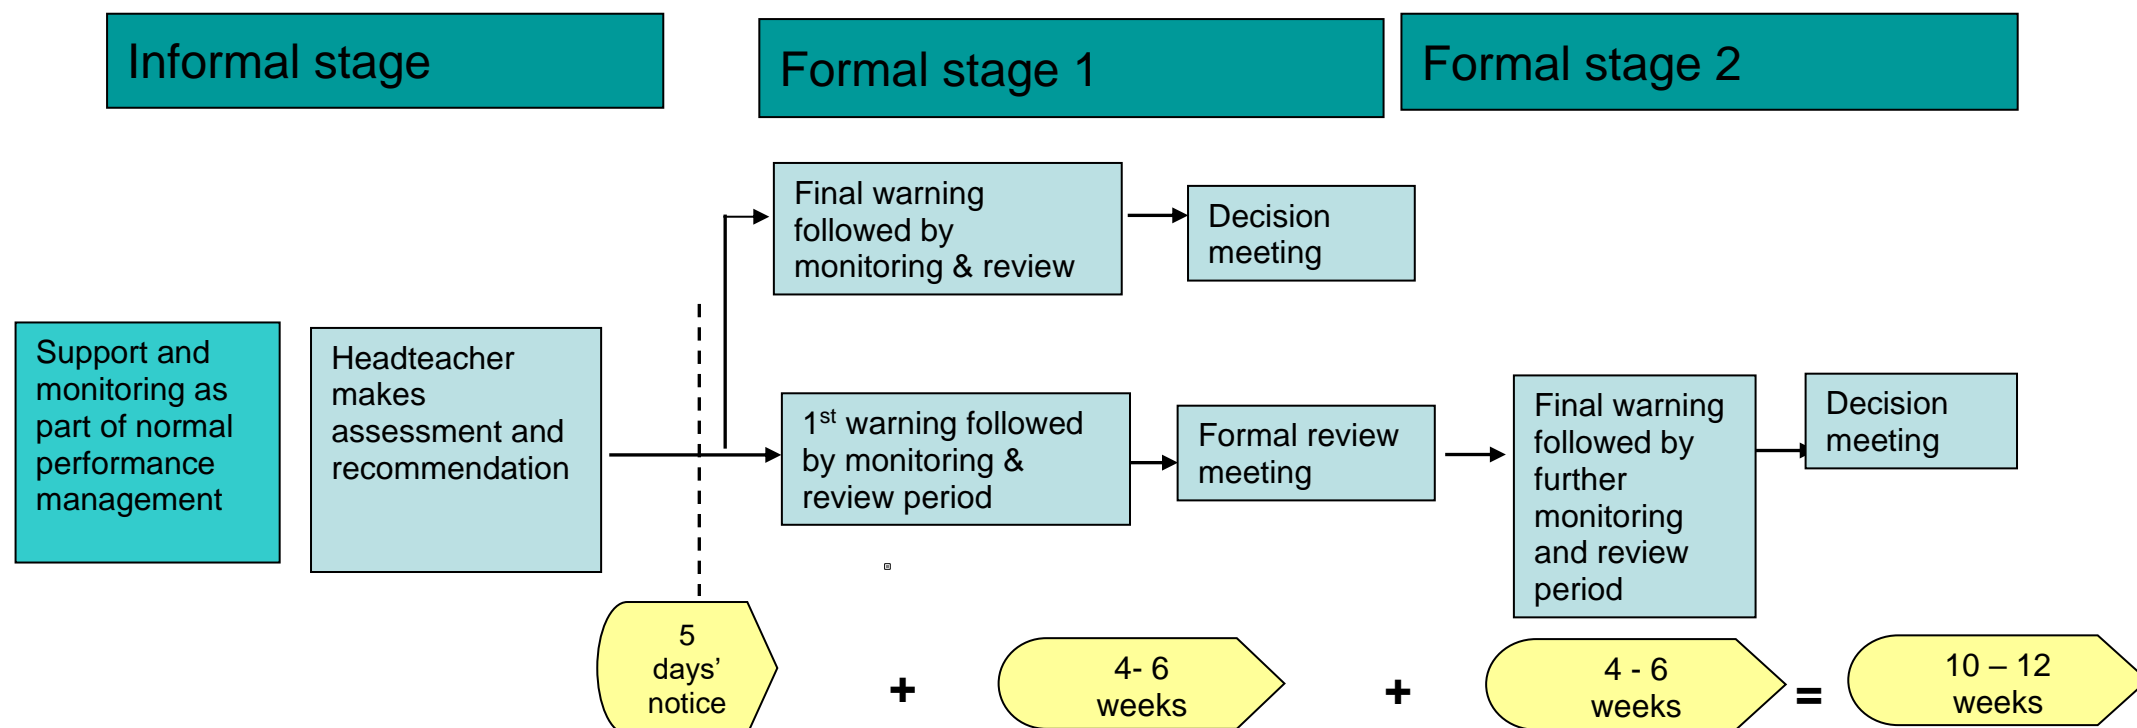 Informal stage
Formal stage 1
Formal stage 2
Final warning
followed by
monitoring & review
Decision
meeting
Support and
monitoring as
part of normal
performance
management
Headteacher
makes
assessment and
recommendation
1st warning followed
by monitoring &
review period
Formal review
meeting
Final warning
followed by
further
monitoring
and review
period
Decision
meeting
5
days’
notice
+
4- 6
weeks
+
4 - 6
weeks
=
10 – 12
weeks